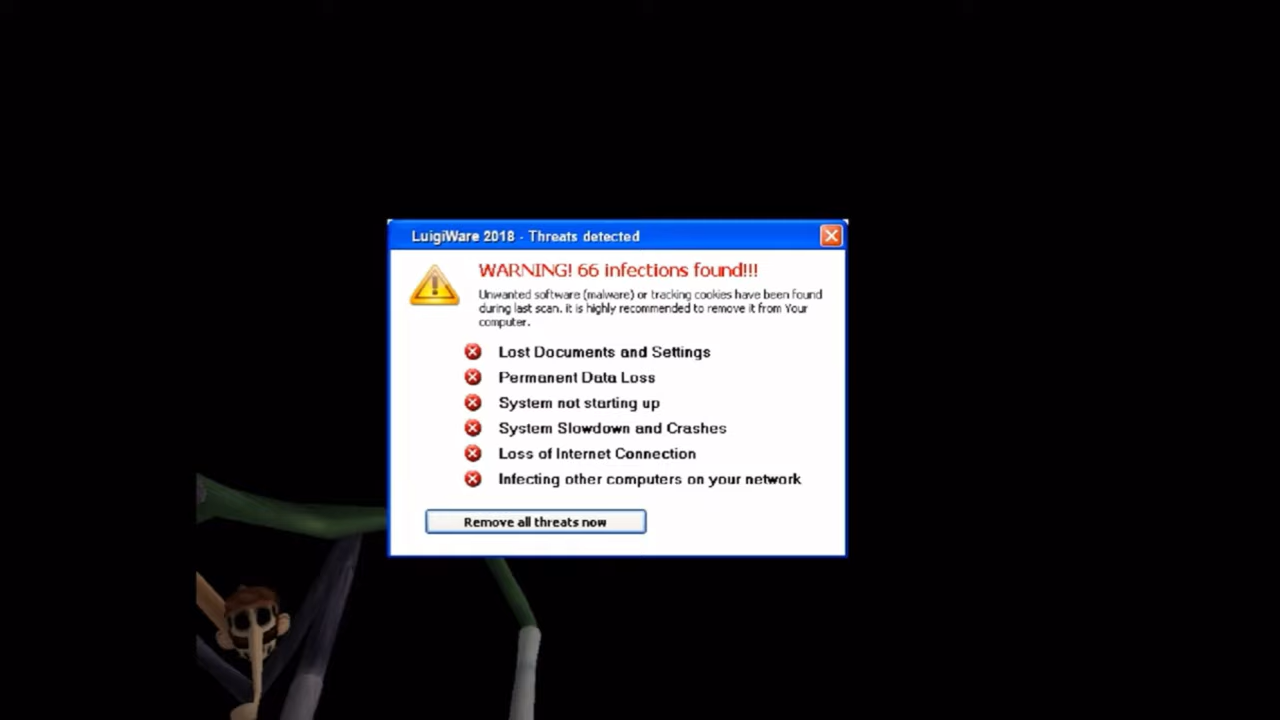 LuigiWare 2018 - Threats detected
WARNING! 66 infections found!!!
Unwanted software (malware) or tracking cookies have been found
during last scan. It is highly recommended to remove it from Your
computer.
Lost Documents and Settings
Permanent Data Loss
System not starting up
System Slowdown and Crashes
Loss of Internet Connection
Infecting other computers on your network
Remove all threats now